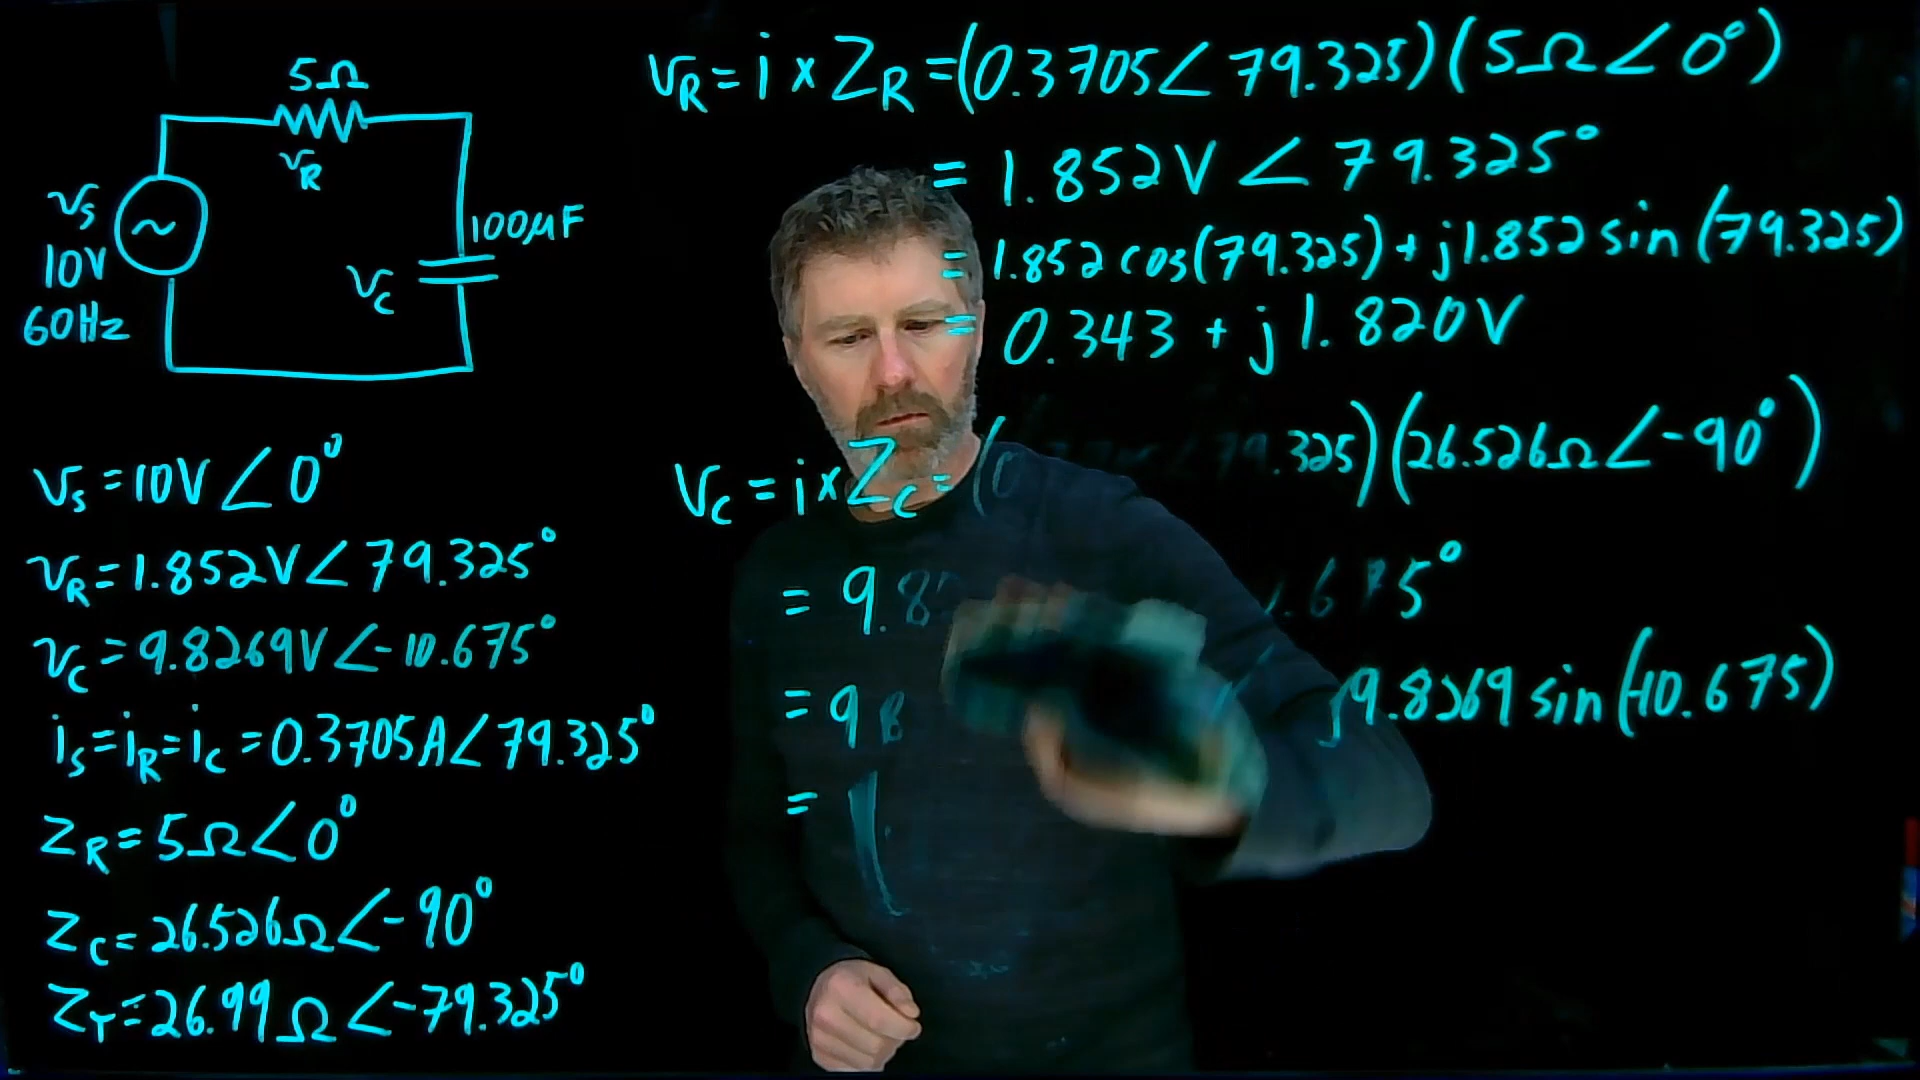 5Ω
vR
vs
10V
60Hz
100µF
vc
vs = 10V ∠ 0°
vR = 1.852V ∠ 79.325°
vc = 9.8269V ∠ -10.675°
is = iR = ic = 0.3705A ∠ 79.325°
ZR = 5Ω ∠ 0°
Zc = 26.526Ω ∠ -90°
ZT = 26.99Ω ∠ -79.325°
vR = i × ZR = (0.3705 ∠ 79.325)(5Ω ∠ 0°)
= 1.852V ∠ 79.325°
= 1.852 cos(79.325) + j1.852 sin(79.325)
= 0.343 + j1.820V
vc = i × Zc = (0 ∠ 79.325)(26.526Ω ∠ -90°)
= 9.8 .675°
= 9.8 j9.8269 sin(-10.675)
=